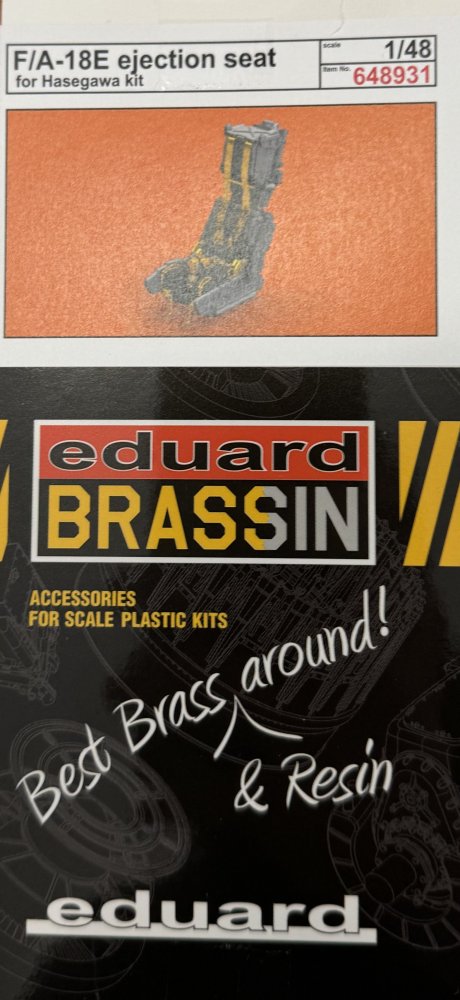 F/A-18E ejection seat
for Hasegawa kit
scale
1/48
Item No.
648931
eduard
BRASSIN
ACCESSORIES
FOR SCALE PLASTIC KITS
Best Brass around!
& Resin
eduard